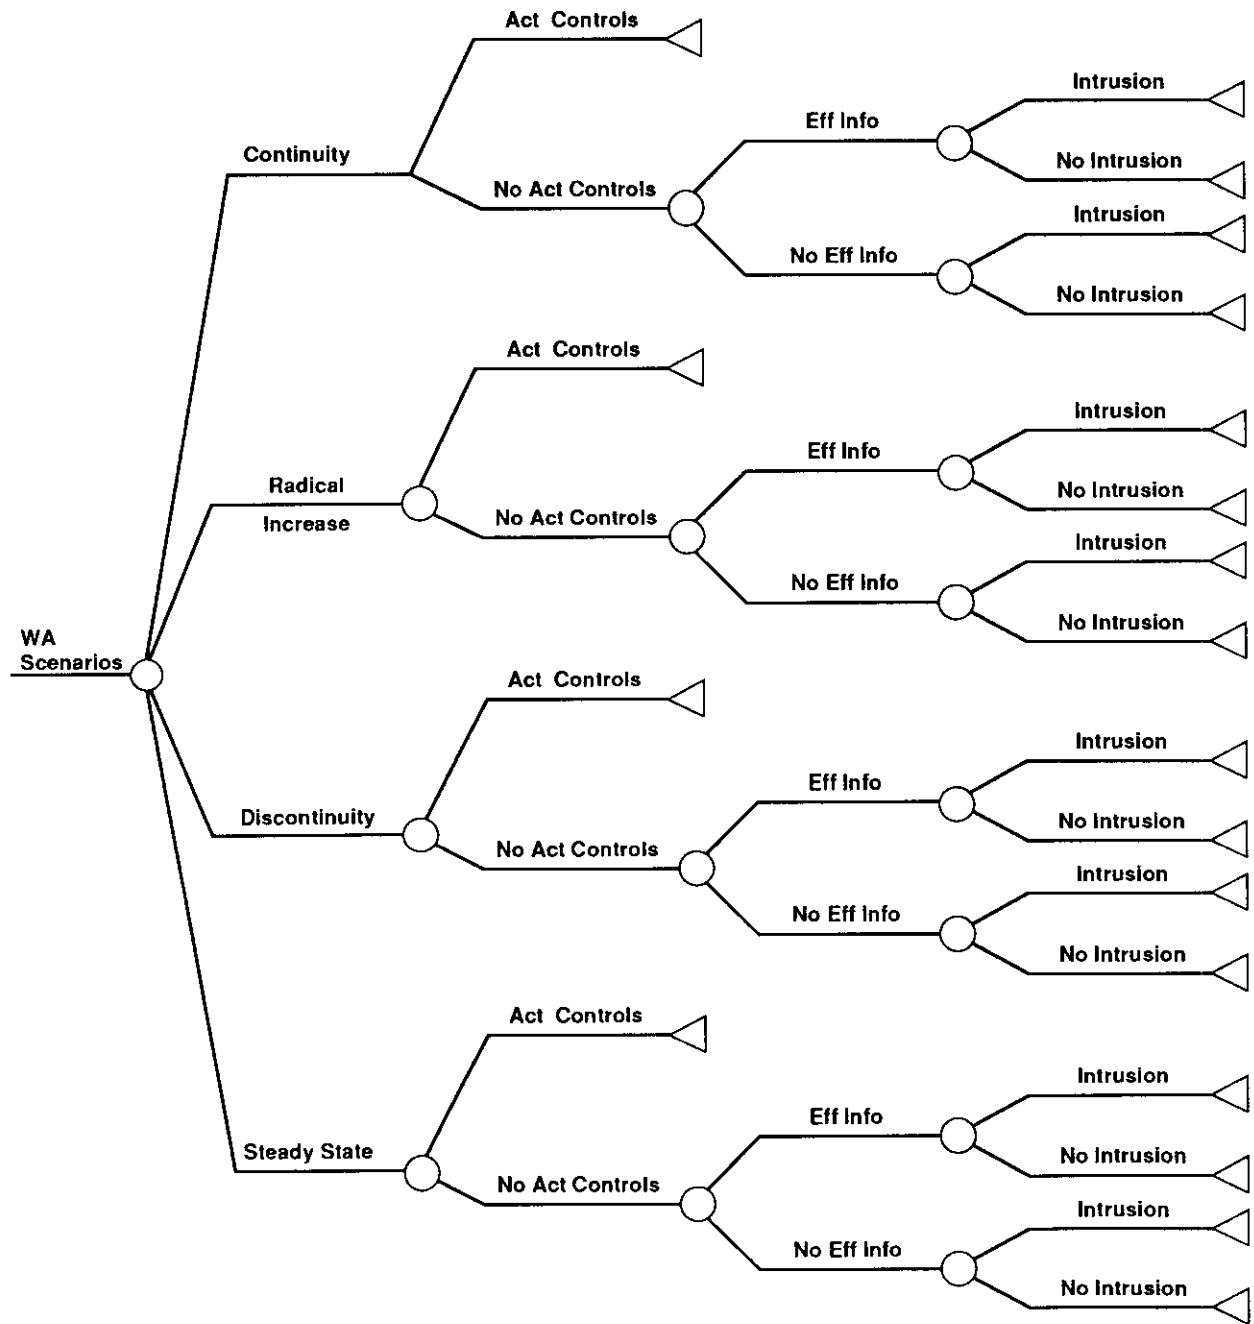 Act Controls
Intrusion
Eff Info
Continuity
No Intrusion
No Act Controls
Intrusion
No Eff Info
No Intrusion
Act Controls
Intrusion
Eff Info
Radical
Increase
No Intrusion
No Act Controls
Intrusion
No Eff Info
No Intrusion
WA
Scenarios
Act Controls
Intrusion
Eff Info
Discontinuity
No Intrusion
No Act Controls
Intrusion
No Eff Info
No Intrusion
Act Controls
Intrusion
Eff Info
Steady State
No Intrusion
No Act Controls
Intrusion
No Eff Info
No Intrusion